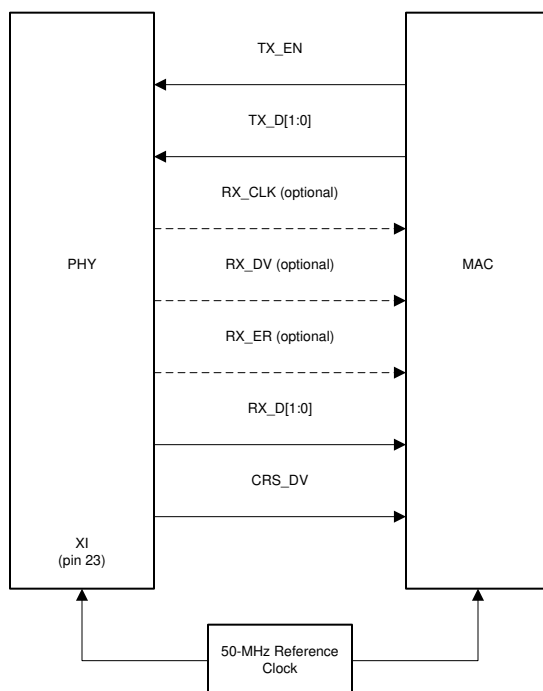 TX_EN
TX_D[1:0]
RX_CLK (optional)
PHY
RX_DV (optional)
MAC
RX_ER (optional)
RX_D[1:0]
CRS_DV
XI
(pin 23)
50-MHz Reference
Clock